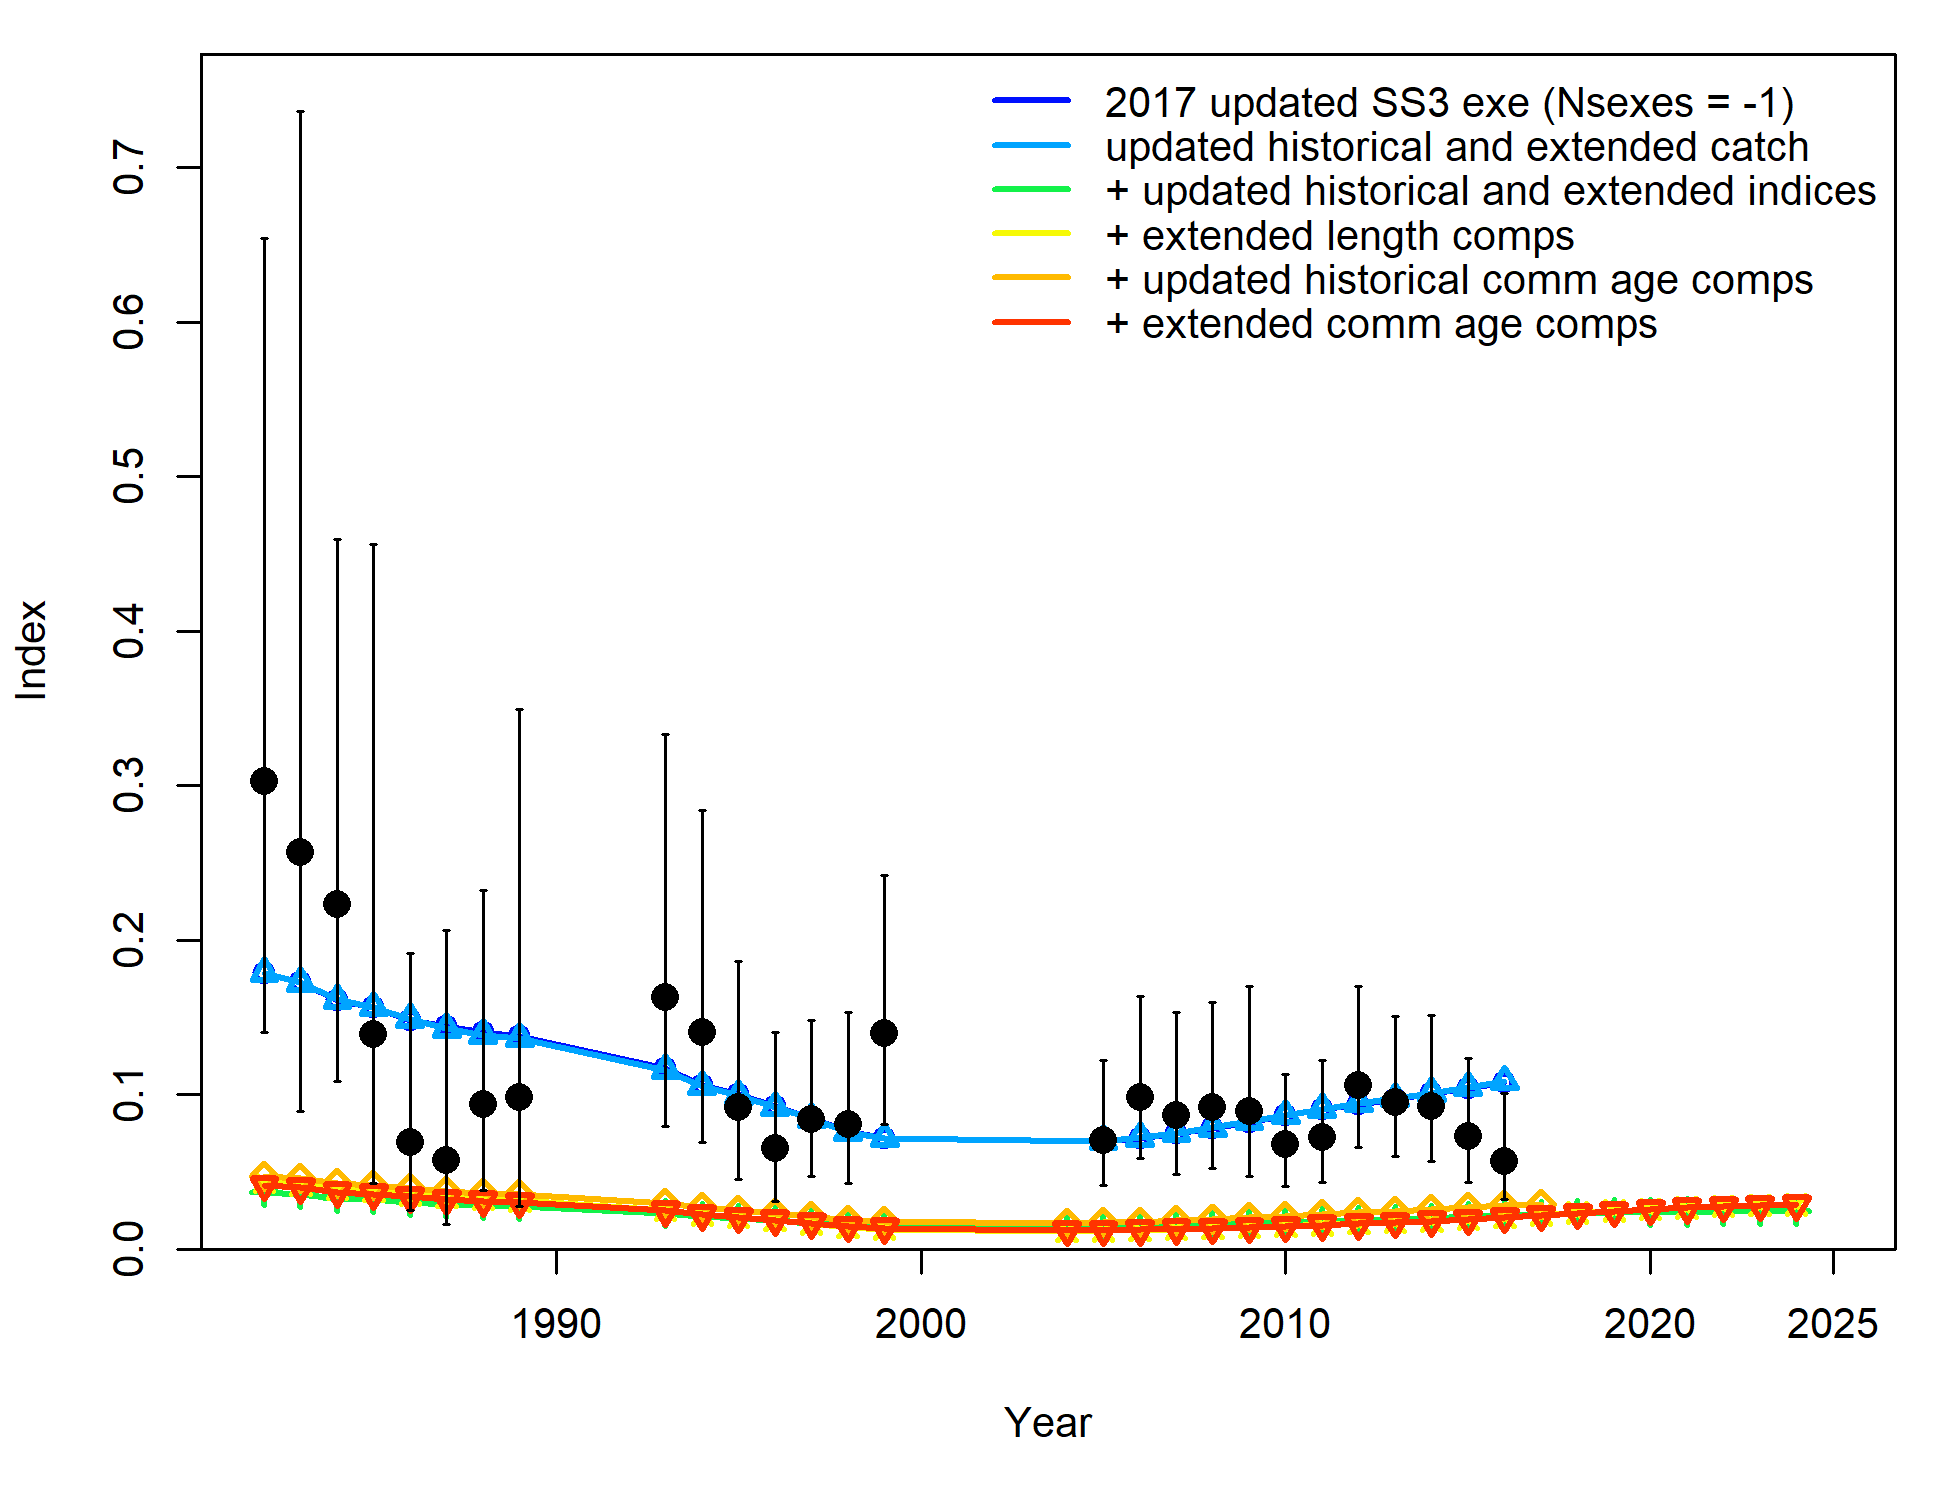 2017 updated SS3 exe (Nsexes = -1)
updated historical and extended catch
+ updated historical and extended indices
+ extended length comps
+ updated historical comm age comps
+ extended comm age comps
0.7
0.6
0.5
0.4
0.3
0.2
0.1
0.0
Index
1990 2000 2010 2020 2025
Year